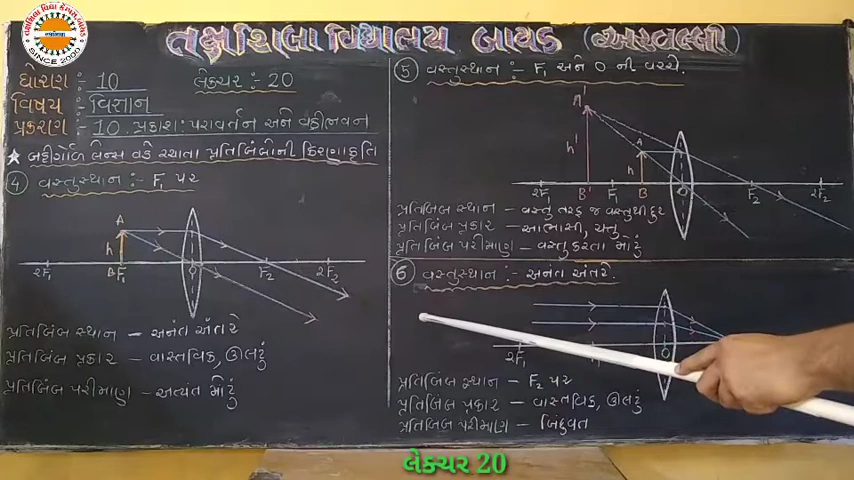 તક્ષશિલા વિદ્યાલય બાયડ (અરવલ્લી)
SINCE 2000
ધોરણ : 10 લેક્ચર : 20
વિષય :- વિજ્ઞાન
પ્રકરણ :- 10. પ્રકાશ: પરાવર્તન અને વક્રીભવન
★ બહિર્ગોળ લેન્સ વડે રચાતા પ્રતિબિંબોની કિરણાકૃતિ
④ વસ્તુસ્થાન :- F₁ પર
A
h
2F₁ B F₁ O F₂ 2F₂
પ્રતિબિંબ સ્થાન - અનંત અંતરે
પ્રતિબિંબ પ્રકાર - વાસ્તવિક, ઊલટું
પ્રતિબિંબ પરીમાણ - અત્યંત મોટું
⑤ વસ્તુસ્થાન :- F₁ અને O ની વચ્ચે.
A'
A
h' h
2F₁ B' F₁ B O F₂ 2F₂
પ્રતિબિંબ સ્થાન - વસ્તુ તરફ જ વસ્તુથી દુર
પ્રતિબિંબ પ્રકાર - આભાસી, ચત્તુ
પ્રતિબિંબ પરીમાણ - વસ્તુ કરતા મોટું
⑥ વસ્તુસ્થાન :- અનંત અંતરે.
2F₁ F₁ O
પ્રતિબિંબ સ્થાન - F₂ પર
પ્રતિબિંબ પ્રકાર - વાસ્તવિક, ઊલટું
પ્રતિબિંબ પરીમાણ - બિંદુવત
લેક્ચર 20